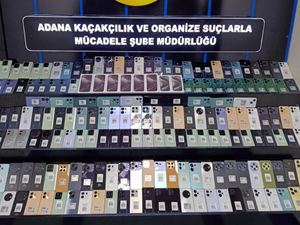 ADANA KAÇAKÇILIK VE ORGANİZE SUÇLARLA
MÜCADELE ŞUBE MÜDÜRLÜĞÜ